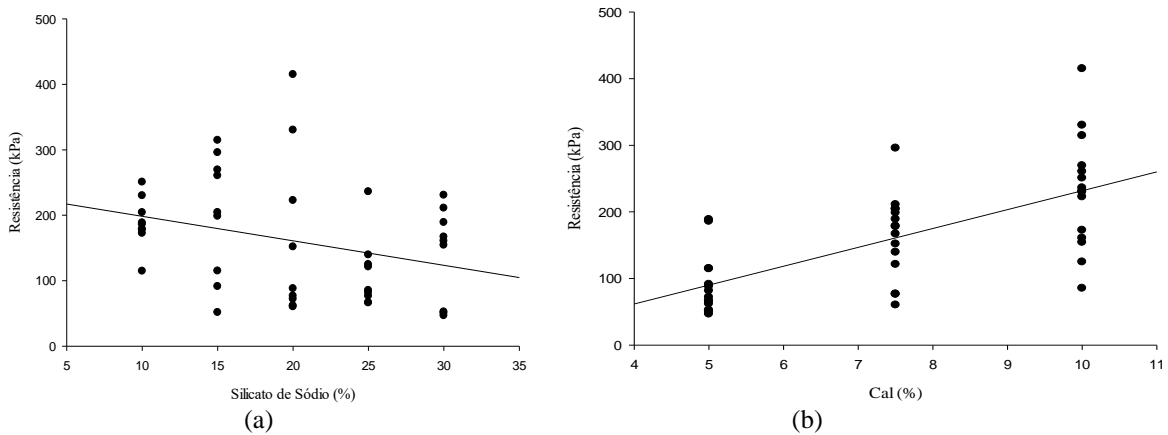 500
400
300
200
100
0
Resistência (kPa)
5 10 15 20 25 30 35
Silicato de Sódio (%)
(a)
500
400
300
200
100
0
Resistência (kPa)
4 5 6 7 8 9 10 11
Cal (%)
(b)